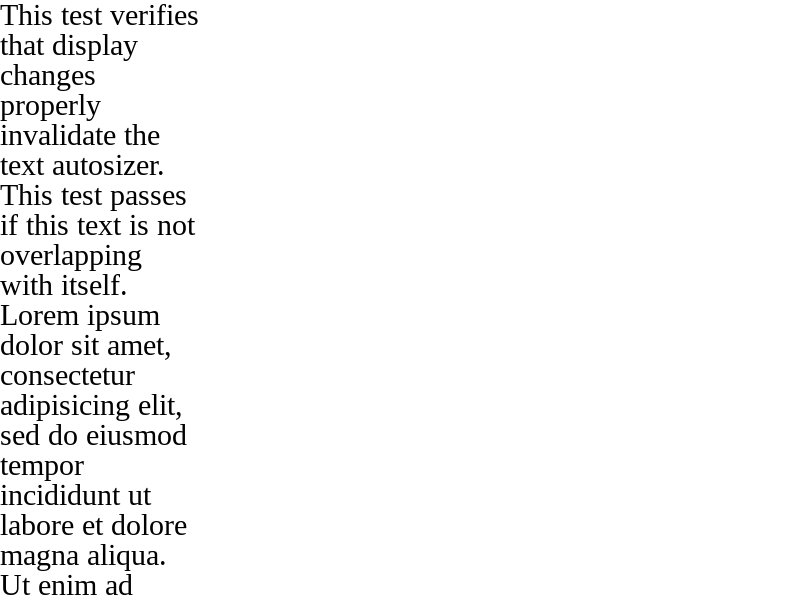 This test verifies
that display
changes
properly
invalidate the
text autosizer.
This test passes
if this text is not
overlapping
with itself.
Lorem ipsum
dolor sit amet,
consectetur
adipisicing elit,
sed do eiusmod
tempor
incididunt ut
labore et dolore
magna aliqua.
Ut enim ad